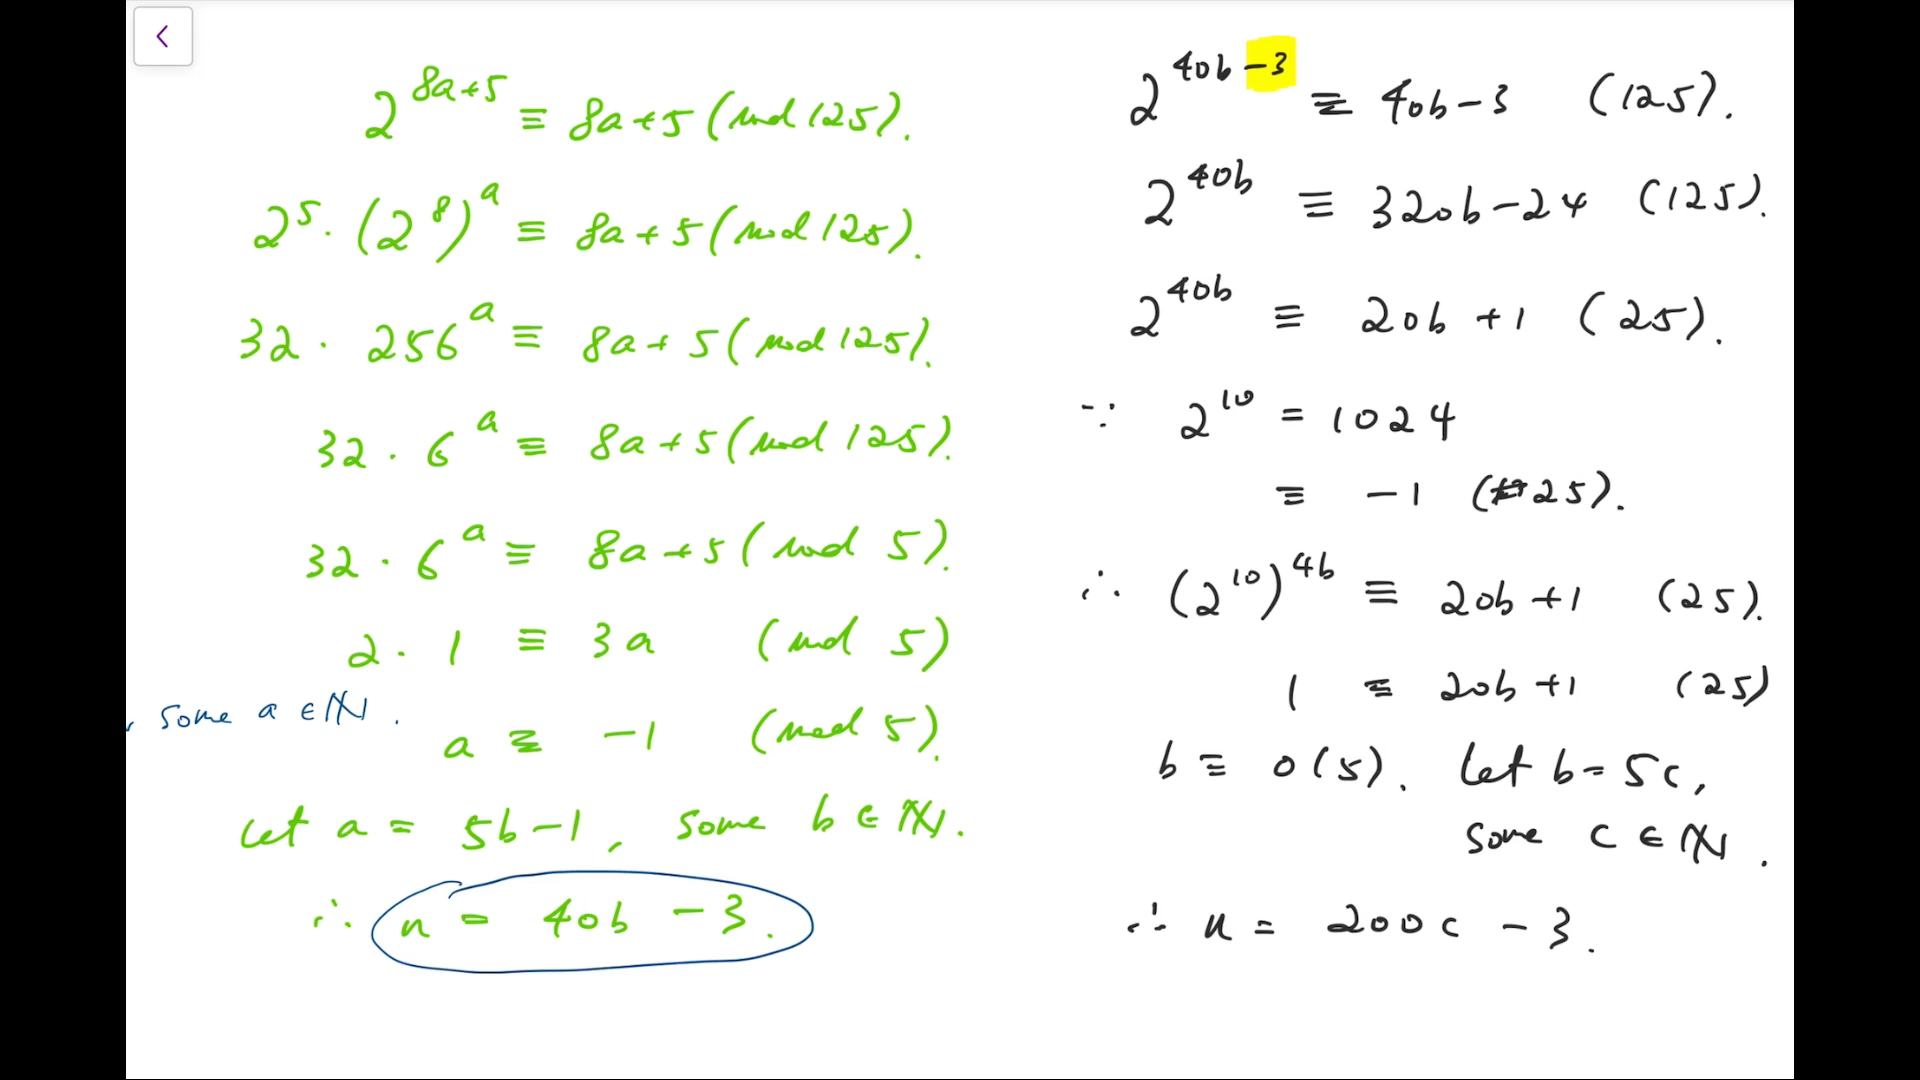 2^{8a+5} ≡ 8a+5 (mod 125).
2^5 · (2^8)^a ≡ 8a+5 (mod 125).
32 · 256^a ≡ 8a+5 (mod 125).
32 · 6^a ≡ 8a+5 (mod 125).
32 · 6^a ≡ 8a+5 (mod 5).
2 · 1 ≡ 3a (mod 5)
some a ∈ ℕ.
a ≡ -1 (mod 5).
let a = 5b-1, some b ∈ ℕ.
∴ n = 40b - 3.
2^{40b-3} ≡ 40b-3 (125).
2^{40b} ≡ 320b-24 (125).
2^{40b} ≡ 20b+1 (25).
∵ 2^{10} = 1024
≡ -1 (25).
∴ (2^{10})^{4b} ≡ 20b+1 (25).
1 ≡ 20b+1 (25)
b ≡ 0 (5). Let b = 5c,
some c ∈ ℕ.
∴ n = 200c - 3.